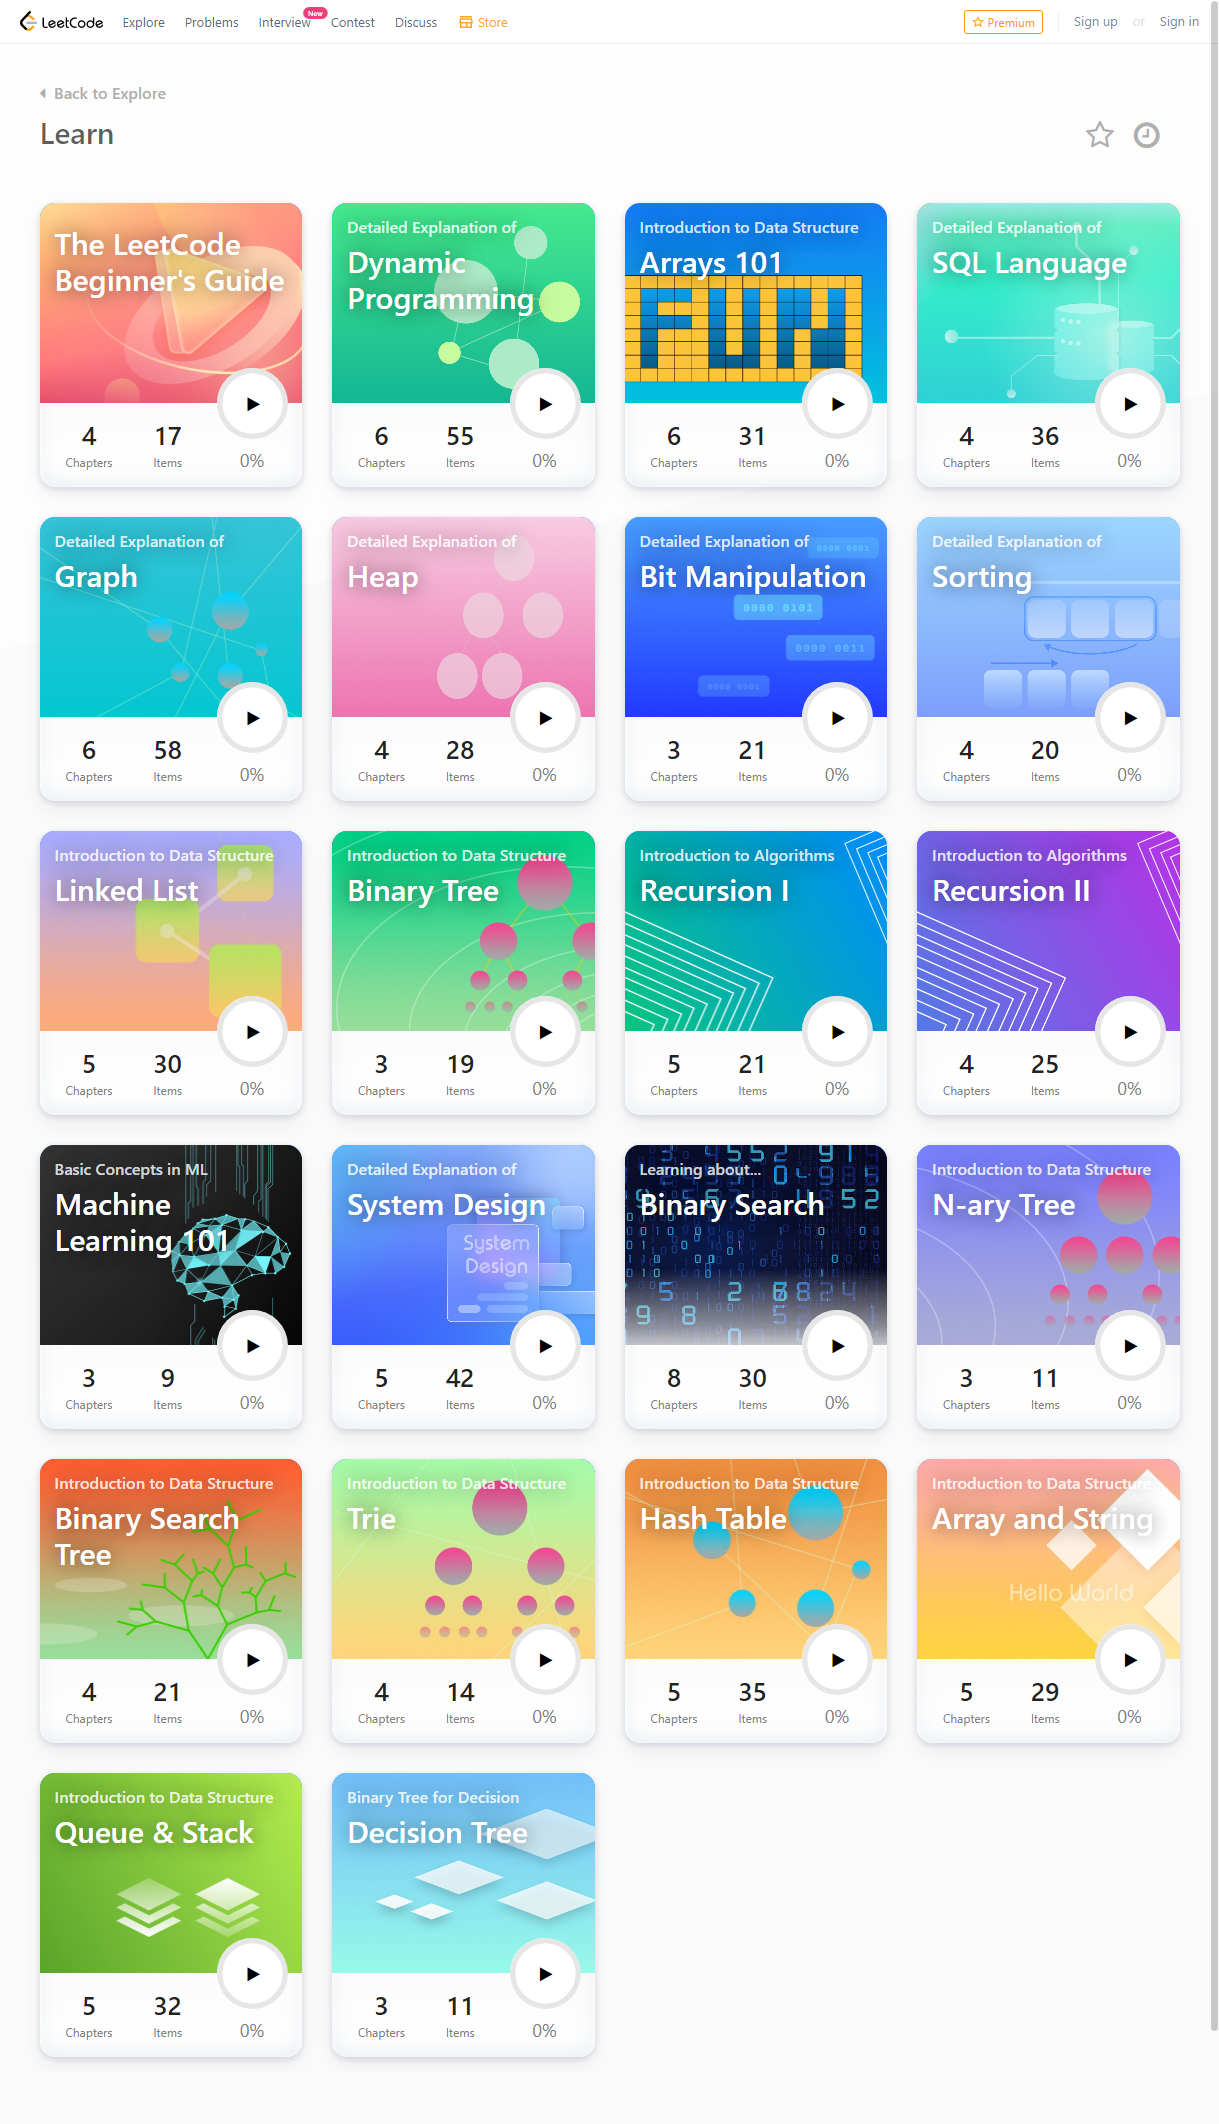 LeetCode Explore Problems Interview New Contest Discuss Store Premium Sign up or Sign in
Back to Explore
Learn
The LeetCode
Beginner's Guide
4 17
Chapters Items 0%
Detailed Explanation of
Dynamic
Programming
6 55
Chapters Items 0%
Introduction to Data Structure
Arrays 101
FUN
6 31
Chapters Items 0%
Detailed Explanation of
SQL Language
4 36
Chapters Items 0%
Detailed Explanation of
Graph
6 58
Chapters Items 0%
Detailed Explanation of
Heap
4 28
Chapters Items 0%
Detailed Explanation of
0000 0001
Bit Manipulation
0000 0101
0000 0011
0000 0001
3 21
Chapters Items 0%
Detailed Explanation of
Sorting
4 20
Chapters Items 0%
Introduction to Data Structure
Linked List
5 30
Chapters Items 0%
Introduction to Data Structure
Binary Tree
3 19
Chapters Items 0%
Introduction to Algorithms
Recursion I
5 21
Chapters Items 0%
Introduction to Algorithms
Recursion II
4 25
Chapters Items 0%
Basic Concepts in ML
Machine
Learning 101
3 9
Chapters Items 0%
Detailed Explanation of
System Design
System
Design
5 42
Chapters Items 0%
Learning about...
Binary Search
8 30
Chapters Items 0%
Introduction to Data Structure
N-ary Tree
3 11
Chapters Items 0%
Introduction to Data Structure
Binary Search
Tree
4 21
Chapters Items 0%
Introduction to Data Structure
Trie
4 14
Chapters Items 0%
Introduction to Data Structure
Hash Table
5 35
Chapters Items 0%
Introduction to Data Structure
Array and String
Hello World
5 29
Chapters Items 0%
Introduction to Data Structure
Queue & Stack
5 32
Chapters Items 0%
Binary Tree for Decision
Decision Tree
3 11
Chapters Items 0%